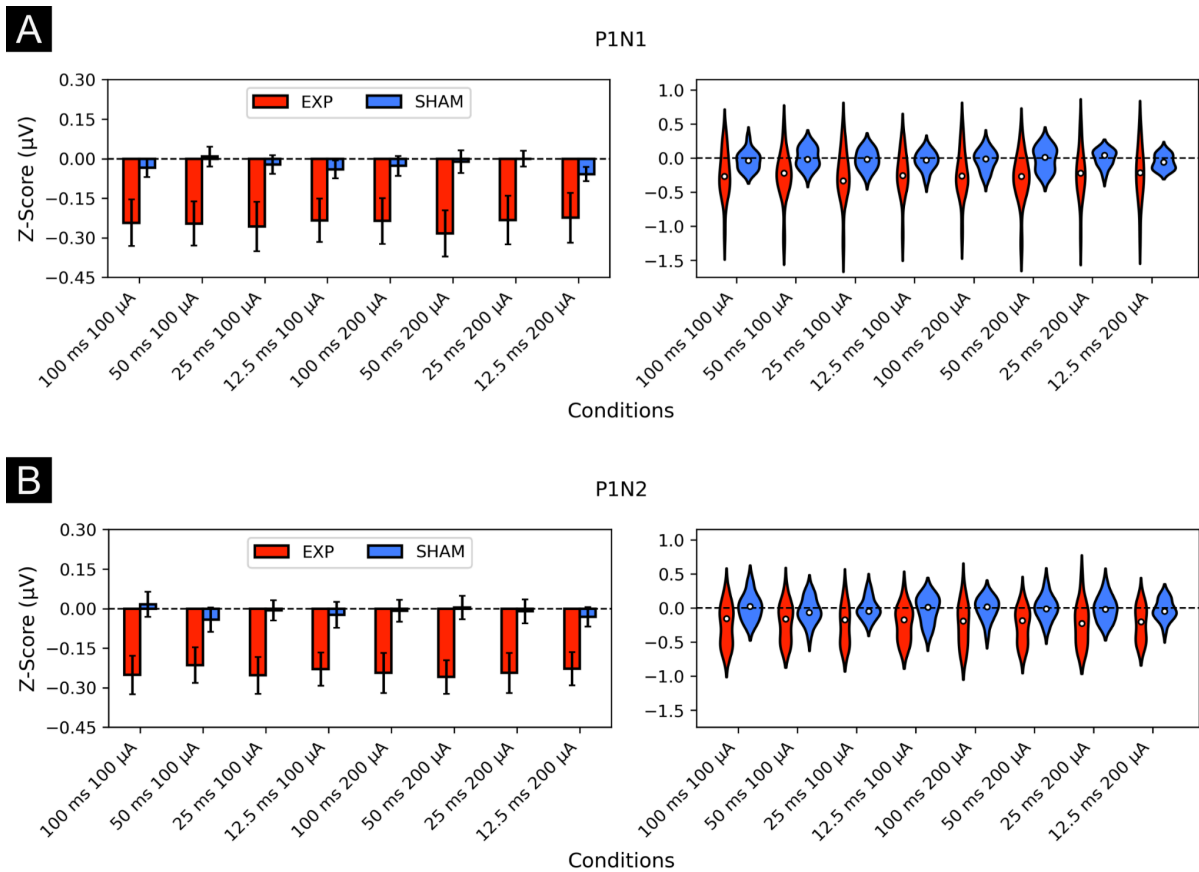 A
P1N1
0.30
0.15
0.00
−0.15
−0.30
−0.45
Z-Score (μV)
EXP SHAM
100 ms 100 μA
50 ms 100 μA
25 ms 100 μA
12.5 ms 100 μA
100 ms 200 μA
50 ms 200 μA
25 ms 200 μA
12.5 ms 200 μA
1.0
0.5
0.0
−0.5
−1.0
−1.5
100 ms 100 μA
50 ms 100 μA
25 ms 100 μA
12.5 ms 100 μA
100 ms 200 μA
50 ms 200 μA
25 ms 200 μA
12.5 ms 200 μA
Conditions
B
P1N2
0.30
0.15
0.00
−0.15
−0.30
−0.45
Z-Score (μV)
EXP SHAM
100 ms 100 μA
50 ms 100 μA
25 ms 100 μA
12.5 ms 100 μA
100 ms 200 μA
50 ms 200 μA
25 ms 200 μA
12.5 ms 200 μA
1.0
0.5
0.0
−0.5
−1.0
−1.5
100 ms 100 μA
50 ms 100 μA
25 ms 100 μA
12.5 ms 100 μA
100 ms 200 μA
50 ms 200 μA
25 ms 200 μA
12.5 ms 200 μA
Conditions